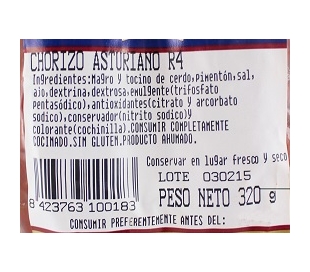 CHORIZO ASTURIANO R4
Ingredientes:Magro y tocino de cerdo,pimentón,sal,
ajo,dextrina,dextrosa,emulgente(trifosfato
pentasódico),antioxidantes(citrato y arcorbato
sodico),conservador(nitrito sodico)y
colorante(cochinilla).CONSUMIR COMPLETAMENTE
COCINADO.SIN GLUTEN.PRODUCTO AHUMADO.
Conservar en lugar fresco y seco
LOTE 030215
PESO NETO 320 g
8 423763 100183
CONSUMIR PREFERENTEMENTE ANTES DEL: